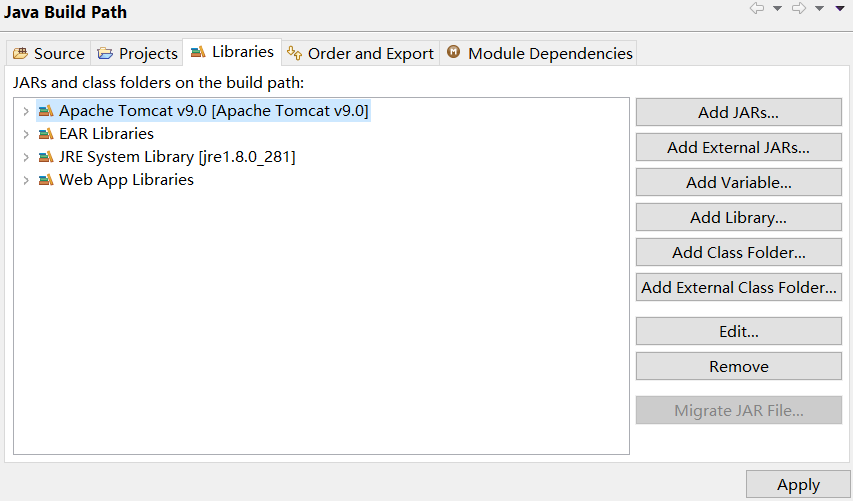 Java Build Path
Source Projects Libraries Order and Export M Module Dependencies
JARs and class folders on the build path:
Apache Tomcat v9.0 [Apache Tomcat v9.0]
EAR Libraries
JRE System Library [jre1.8.0_281]
Web App Libraries
Add JARs...
Add External JARs...
Add Variable...
Add Library...
Add Class Folder...
Add External Class Folder...
Edit...
Remove
Migrate JAR File...
Apply